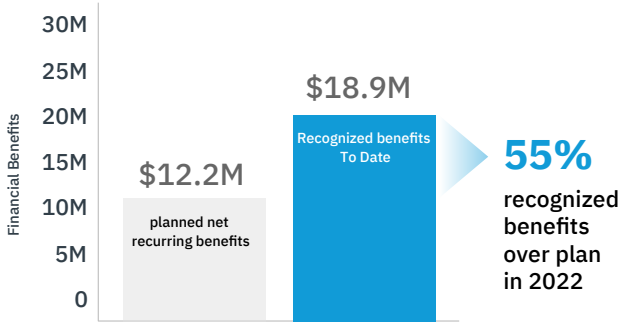 Financial Benefits
30M
25M
20M
15M
10M
5M
0
$12.2M
planned net
recurring benefits
$18.9M
Recognized benefits
To Date
55%
recognized
benefits
over plan
in 2022